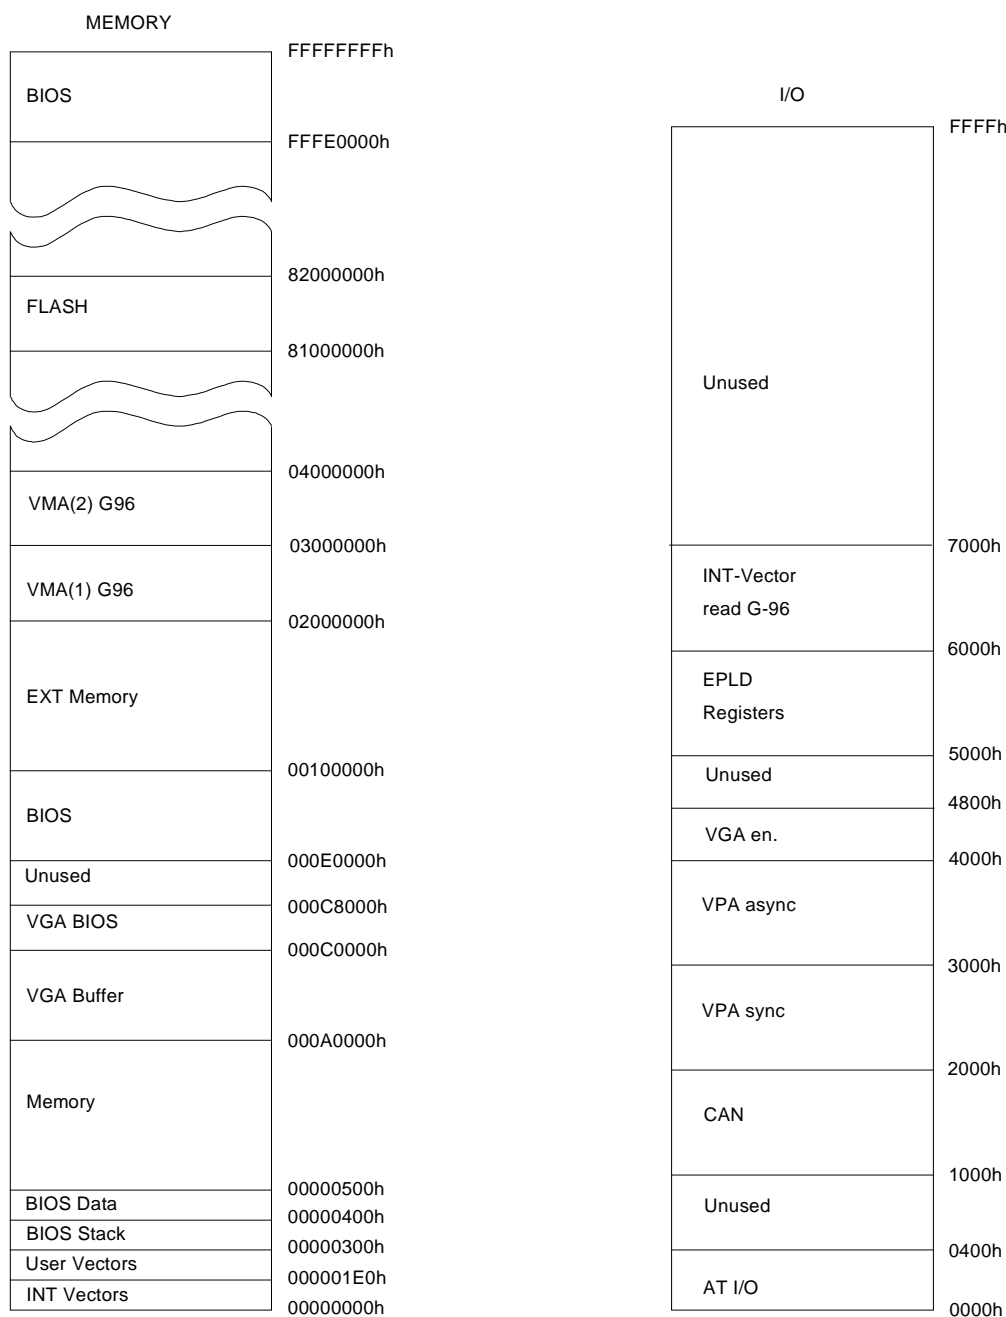 MEMORY
FFFFFFFFh
BIOS
FFFE0000h
82000000h
FLASH
81000000h
04000000h
VMA(2) G96
03000000h
VMA(1) G96
02000000h
EXT Memory
00100000h
BIOS
000E0000h
Unused
000C8000h
VGA BIOS
000C0000h
VGA Buffer
000A0000h
Memory
00000500h
BIOS Data
00000400h
BIOS Stack
00000300h
User Vectors
000001E0h
INT Vectors
00000000h
I/O
FFFFh
Unused
7000h
INT-Vector
read G-96
6000h
EPLD
Registers
5000h
Unused
4800h
VGA en.
4000h
VPA async
3000h
VPA sync
2000h
CAN
1000h
Unused
0400h
AT I/O
0000h